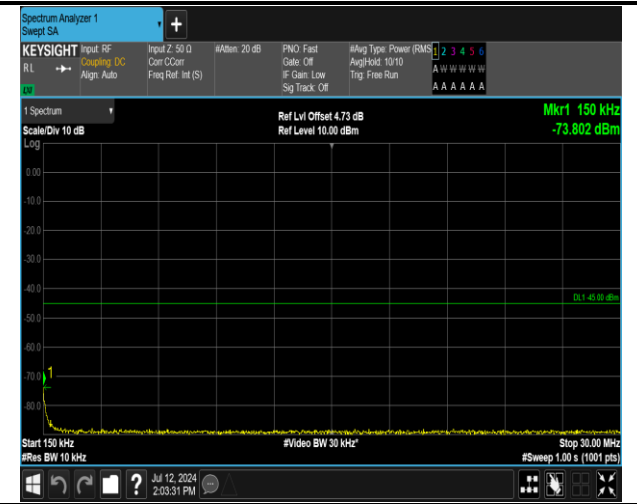 Spectrum Analyzer 1
Swept SA
KEYSIGHT
RL
Input: RF
Coupling: DC
Align: Auto
Input Z: 50 Ω
Corr CCorr
Freq Ref: Int (S)
#Atten: 20 dB
PNO: Fast
Gate: Off
IF Gain: Low
Sig Track: Off
#Avg Type: Power (RMS
Avg|Hold: 10/10
Trig: Free Run
1 2 3 4 5 6
A W W W W W
A A A A A A
1 Spectrum
Scale/Div 10 dB
Ref Lvl Offset 4.73 dB
Ref Level 10.00 dBm
Mkr1 150 kHz
-73.802 dBm
Log
0.00
-10.0
-20.0
-30.0
-40.0
DL1 -45.00 dBm
-50.0
-60.0
1
-70.0
-80.0
Start 150 kHz
#Video BW 30 kHz*
Stop 30.00 MHz
#Res BW 10 kHz
#Sweep 1.00 s (1001 pts)
?
Jul 12, 2024
2:03:31 PM